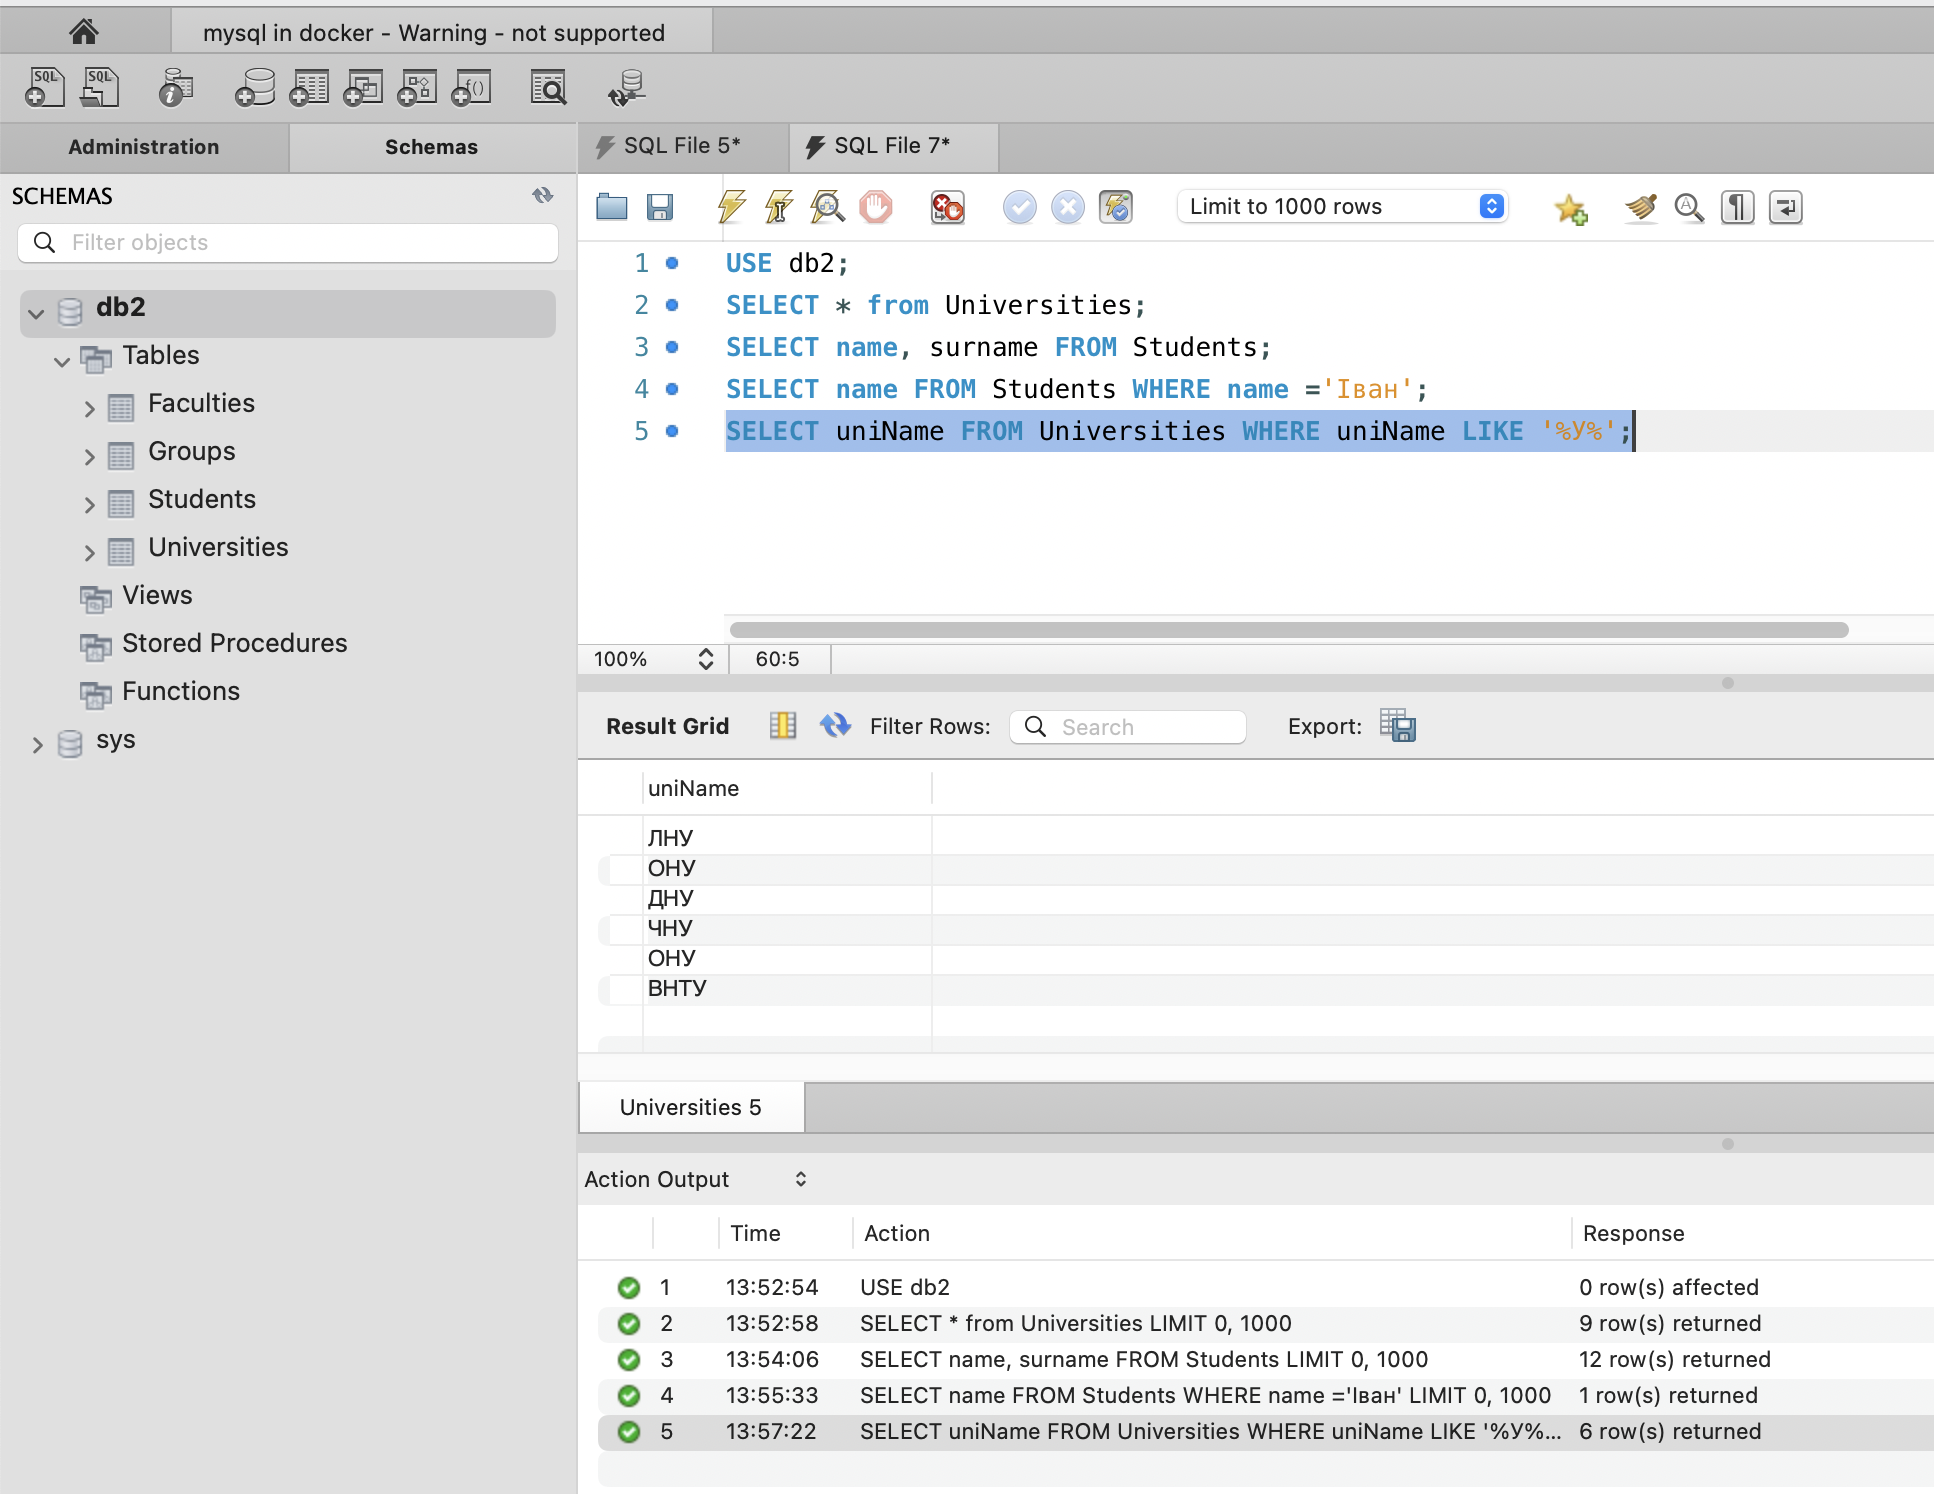 mysql in docker - Warning - not supported
SQL SQL
Administration Schemas
SCHEMAS
Filter objects
db2
Tables
Faculties
Groups
Students
Universities
Views
Stored Procedures
Functions
sys
SQL File 5* SQL File 7*
Limit to 1000 rows
1 USE db2;
2 SELECT * from Universities;
3 SELECT name, surname FROM Students;
4 SELECT name FROM Students WHERE name ='Іван';
5 SELECT uniName FROM Universities WHERE uniName LIKE '%У%';
100% 60:5
Result Grid Filter Rows: Search Export:
uniName
ЛНУ
ОНУ
ДНУ
ЧНУ
ОНУ
ВНТУ
Universities 5
Action Output
Time Action Response
1 13:52:54 USE db2 0 row(s) affected
2 13:52:58 SELECT * from Universities LIMIT 0, 1000 9 row(s) returned
3 13:54:06 SELECT name, surname FROM Students LIMIT 0, 1000 12 row(s) returned
4 13:55:33 SELECT name FROM Students WHERE name ='Іван' LIMIT 0, 1000 1 row(s) returned
5 13:57:22 SELECT uniName FROM Universities WHERE uniName LIKE '%У%... 6 row(s) returned